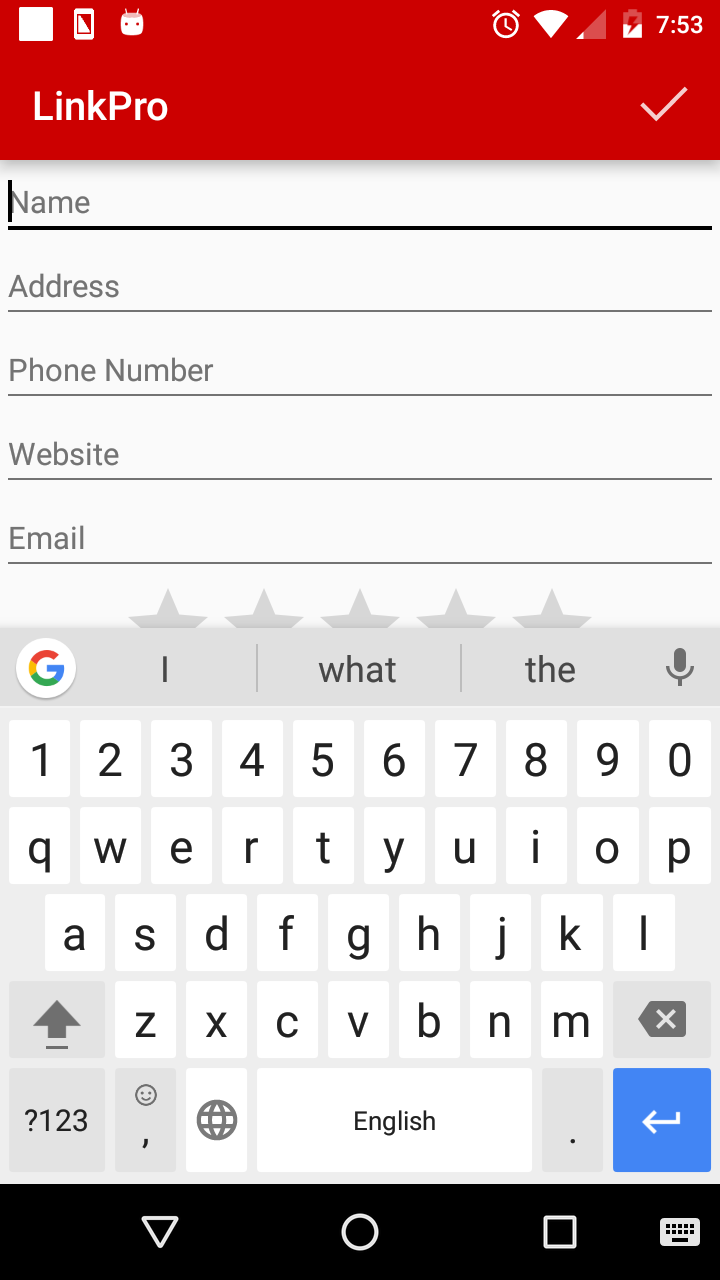 7:53
LinkPro
Name
Address
Phone Number
Website
Email
I what the
1 2 3 4 5 6 7 8 9 0
q w e r t y u i o p
a s d f g h j k l
z x c v b n m
?123 , English .